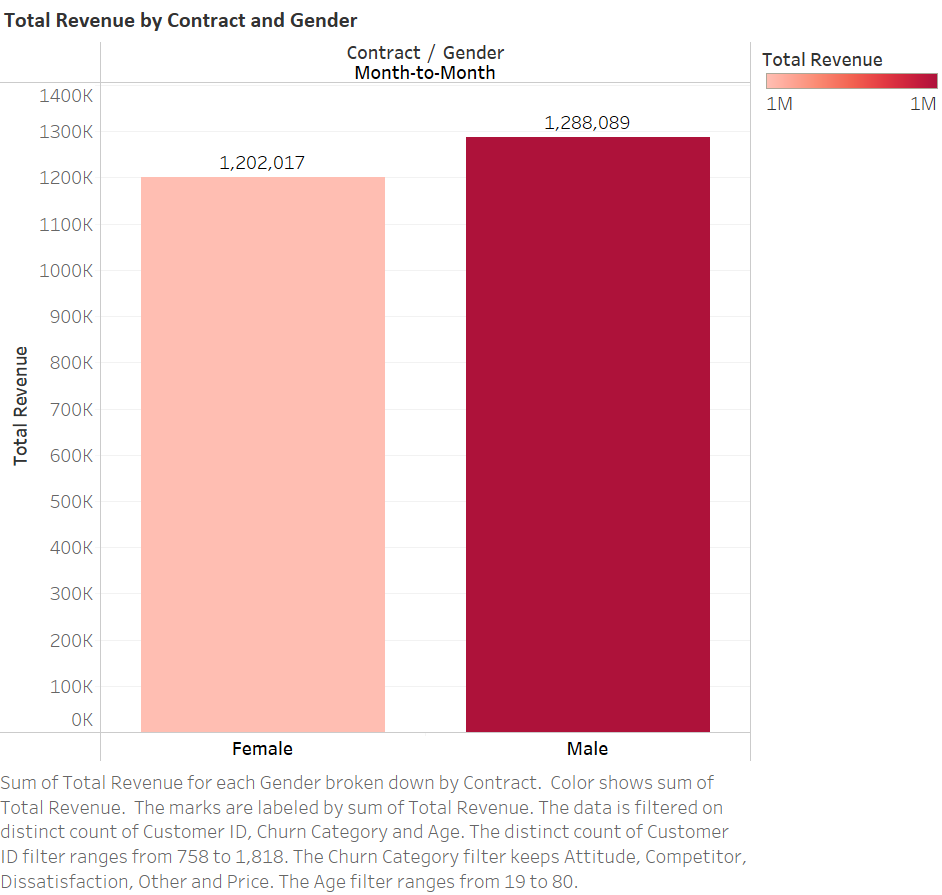 Total Revenue by Contract and Gender
Contract / Gender
Month-to-Month
Total Revenue
1M 1M
1400K
1300K
1200K
1100K
1000K
900K
800K
700K
600K
500K
400K
300K
200K
100K
0K
Total Revenue
1,202,017
1,288,089
Female
Male
Sum of Total Revenue for each Gender broken down by Contract.  Color shows sum of
Total Revenue.  The marks are labeled by sum of Total Revenue. The data is filtered on
distinct count of Customer ID, Churn Category and Age. The distinct count of Customer
ID filter ranges from 758 to 1,818. The Churn Category filter keeps Attitude, Competitor,
Dissatisfaction, Other and Price. The Age filter ranges from 19 to 80.